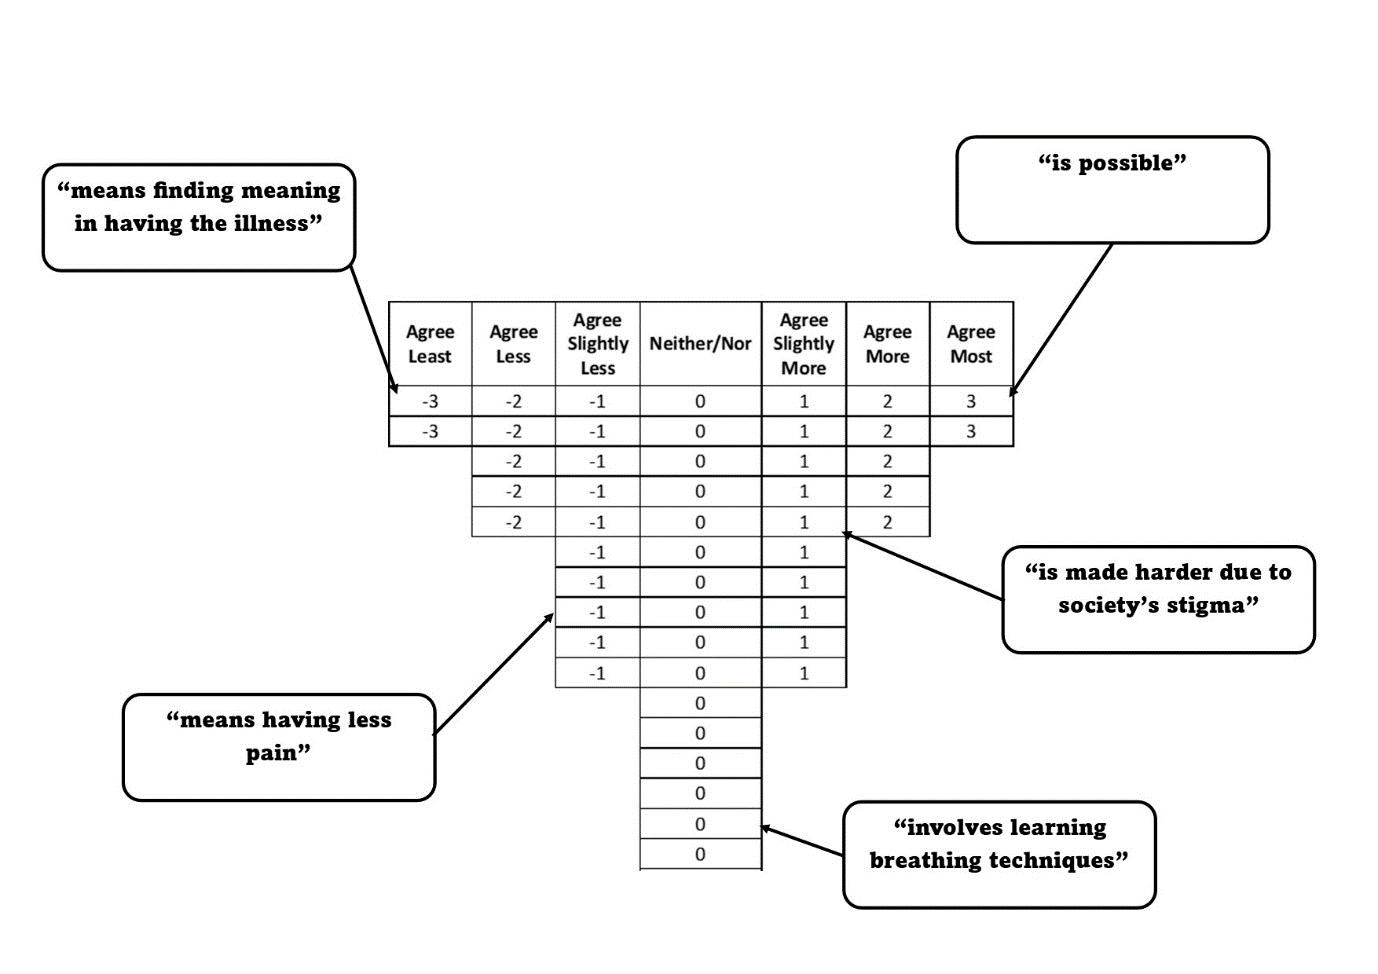 “is possible”
“means finding meaning
in having the illness”
Agree Least Agree Less Agree Slightly Less Neither/Nor Agree Slightly More Agree More Agree Most
-3 -2 -1 0 1 2 3
-3 -2 -1 0 1 2 3
-2 -1 0 1 2
-2 -1 0 1 2
-2 -1 0 1 2
-1 0 1
-1 0 1
-1 0 1
-1 0 1
-1 0 1
“is made harder due to
society’s stigma”
0
0
0
0
0
0
“means having less
pain”
“involves learning
breathing techniques”